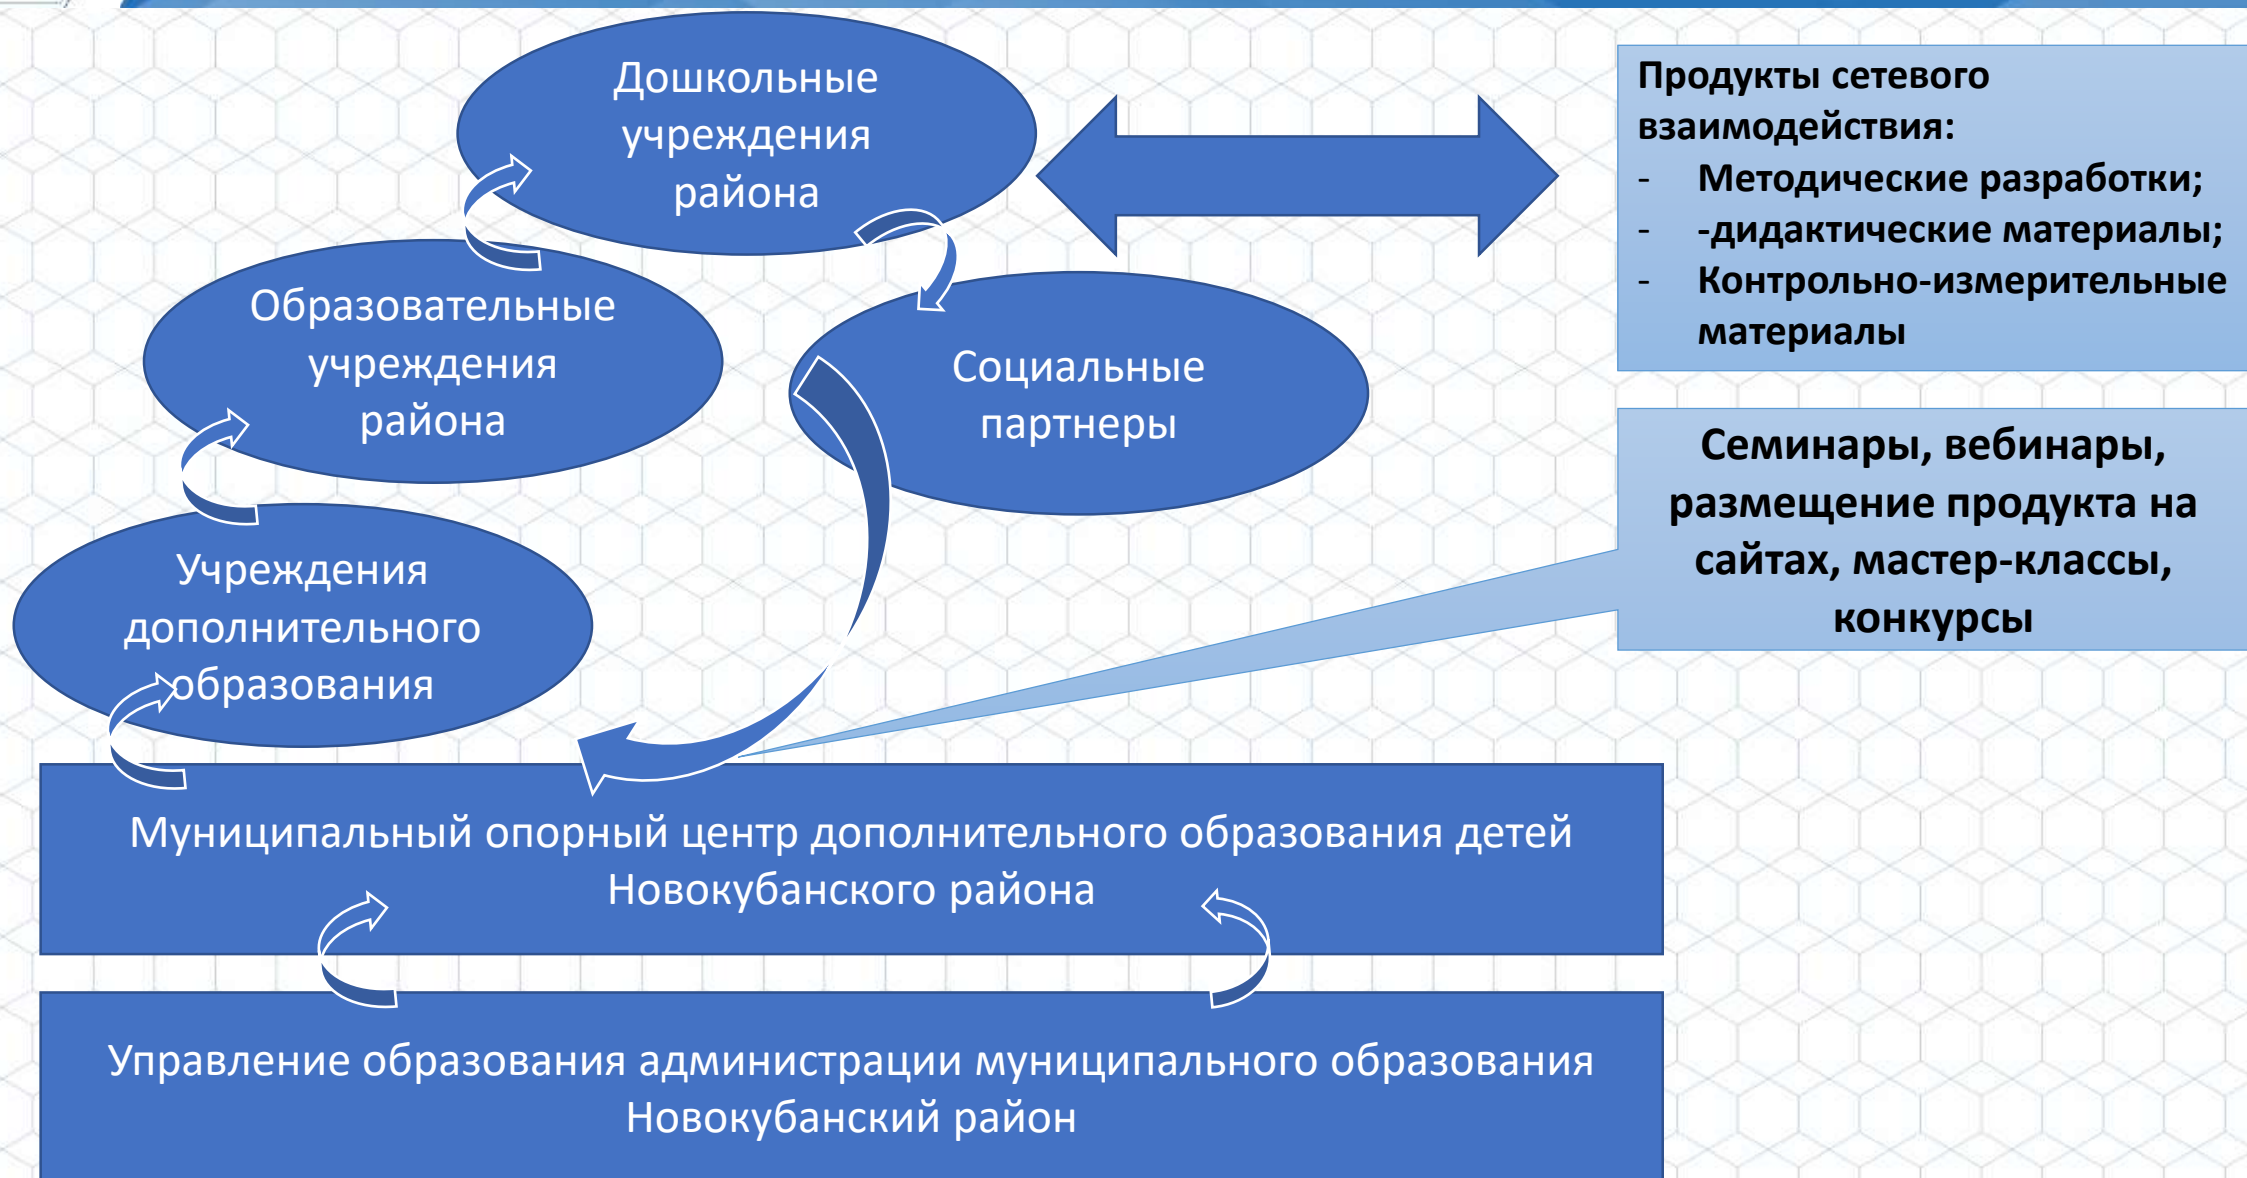 Дошкольные
учреждения
района
Образовательные
учреждения
района
Социальные
партнеры
Учреждения
дополнительного
образования
Муниципальный опорный центр дополнительного образования детей
Новокубанского района
Управление образования администрации муниципального образования
Новокубанский район
Продукты сетевого
взаимодействия:
- Методические разработки;
- -дидактические материалы;
- Контрольно-измерительные
материалы
Семинары, вебинары,
размещение продукта на
сайтах, мастер-классы,
конкурсы